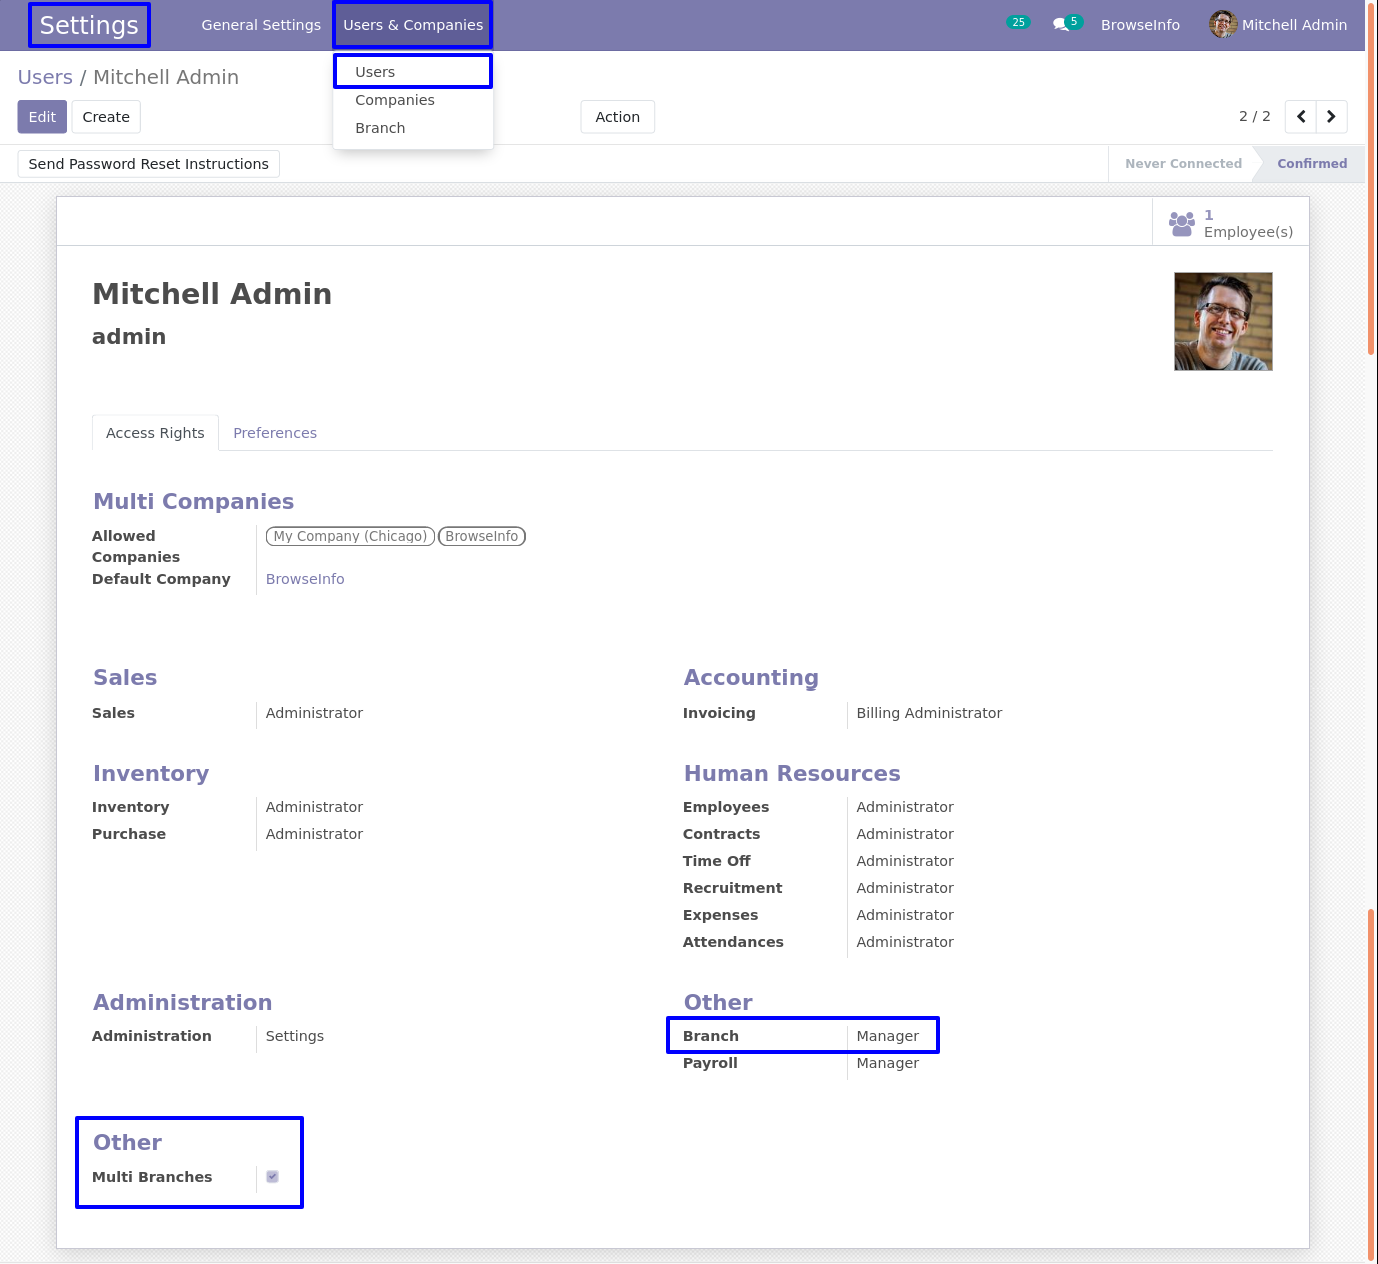 Settings General Settings Users & Companies 25 5 BrowseInfo Mitchell Admin
Users / Mitchell Admin
Users
Companies
Branch
Edit Create Action 2 / 2
Send Password Reset Instructions Never Connected Confirmed
1
Employee(s)
Mitchell Admin
admin
Access Rights Preferences
Multi Companies
Allowed Companies My Company (Chicago) BrowseInfo
Default Company BrowseInfo
Sales Accounting
Sales Administrator Invoicing Billing Administrator
Inventory Human Resources
Inventory Administrator Employees Administrator
Purchase Administrator Contracts Administrator
Time Off Administrator
Recruitment Administrator
Expenses Administrator
Attendances Administrator
Administration Other
Administration Settings Branch Manager
Payroll Manager
Other
Multi Branches